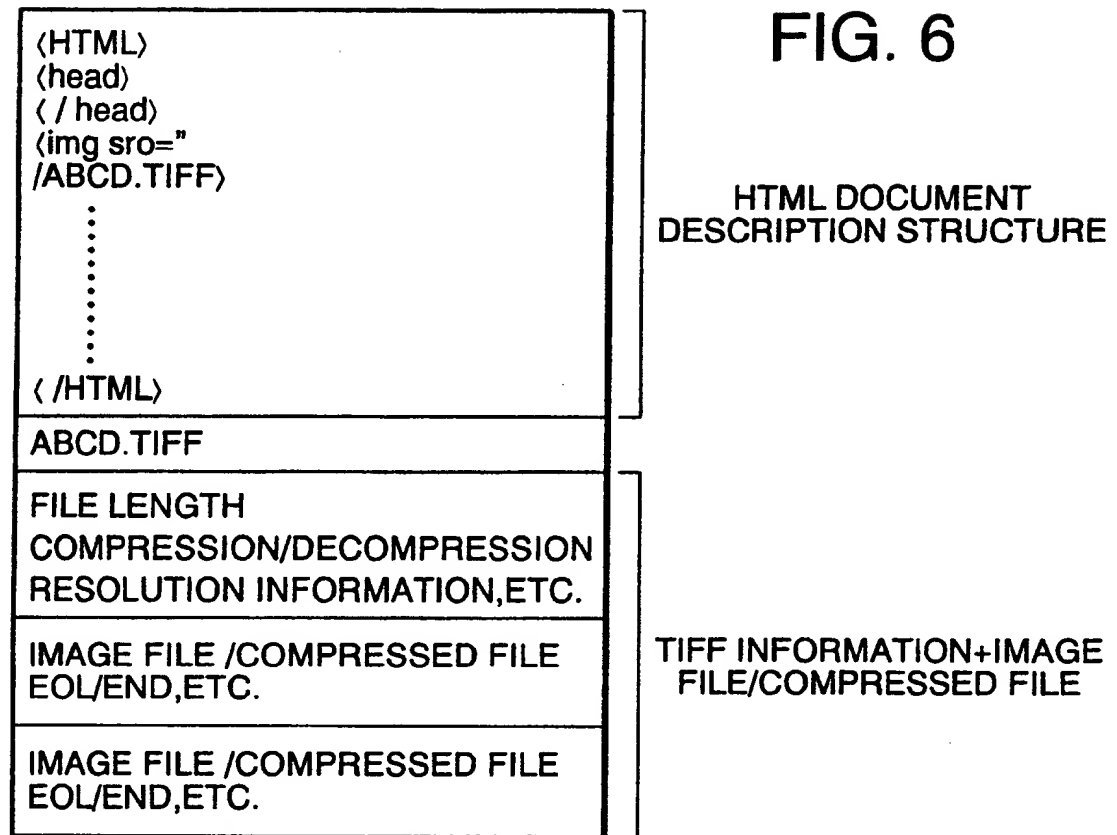 FIG. 6
〈HTML〉
〈head〉
〈 / head〉
〈img sro="
/ABCD.TIFF〉
〈 /HTML〉
HTML DOCUMENT
DESCRIPTION STRUCTURE
ABCD.TIFF
FILE LENGTH
COMPRESSION/DECOMPRESSION
RESOLUTION INFORMATION,ETC.
IMAGE FILE /COMPRESSED FILE
EOL/END,ETC.
TIFF INFORMATION+IMAGE
FILE/COMPRESSED FILE
IMAGE FILE /COMPRESSED FILE
EOL/END,ETC.